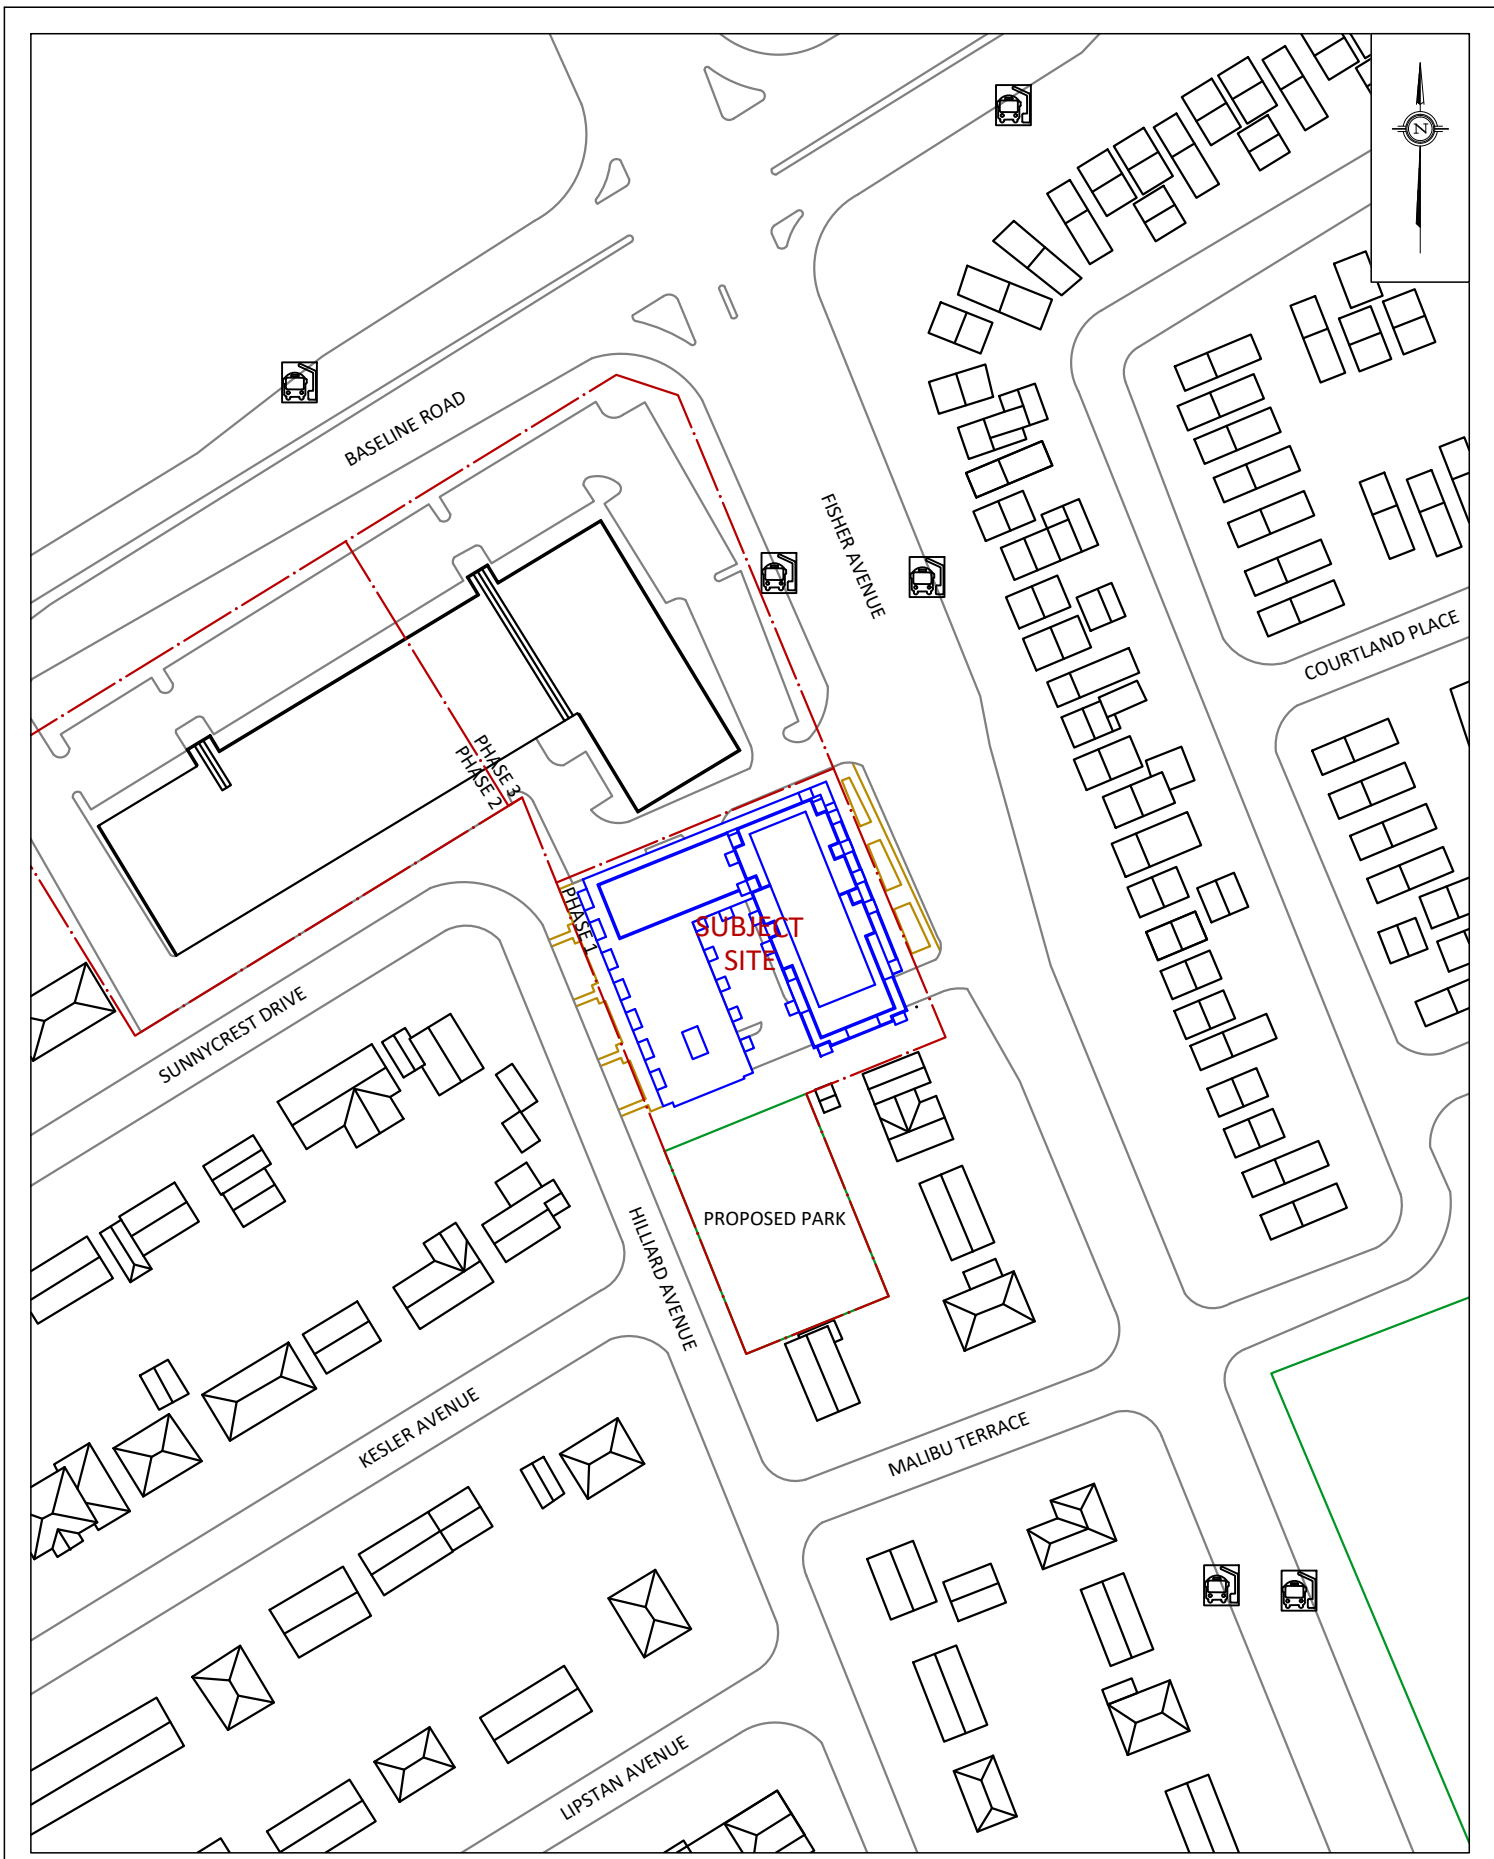 N
BASELINE ROAD
FISHER AVENUE
COURTLAND PLACE
PHASE 3
PHASE 2
PHASE 1
SUBJECT
SITE
SUNNYCREST DRIVE
PROPOSED PARK
HILLIARD AVENUE
KESLER AVENUE
MALIBU TERRACE
LIPSTAN AVENUE